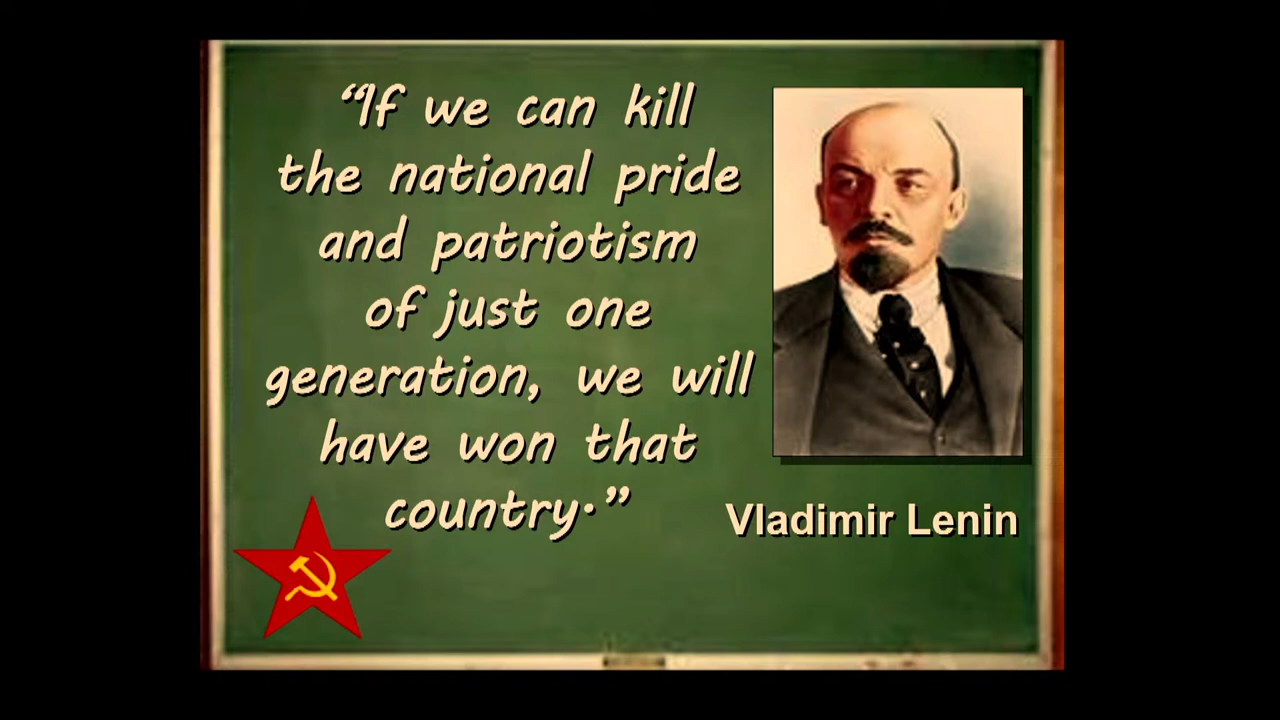 “If we can kill
the national pride
and patriotism
of just one
generation, we will
have won that
country.”
Vladimir Lenin